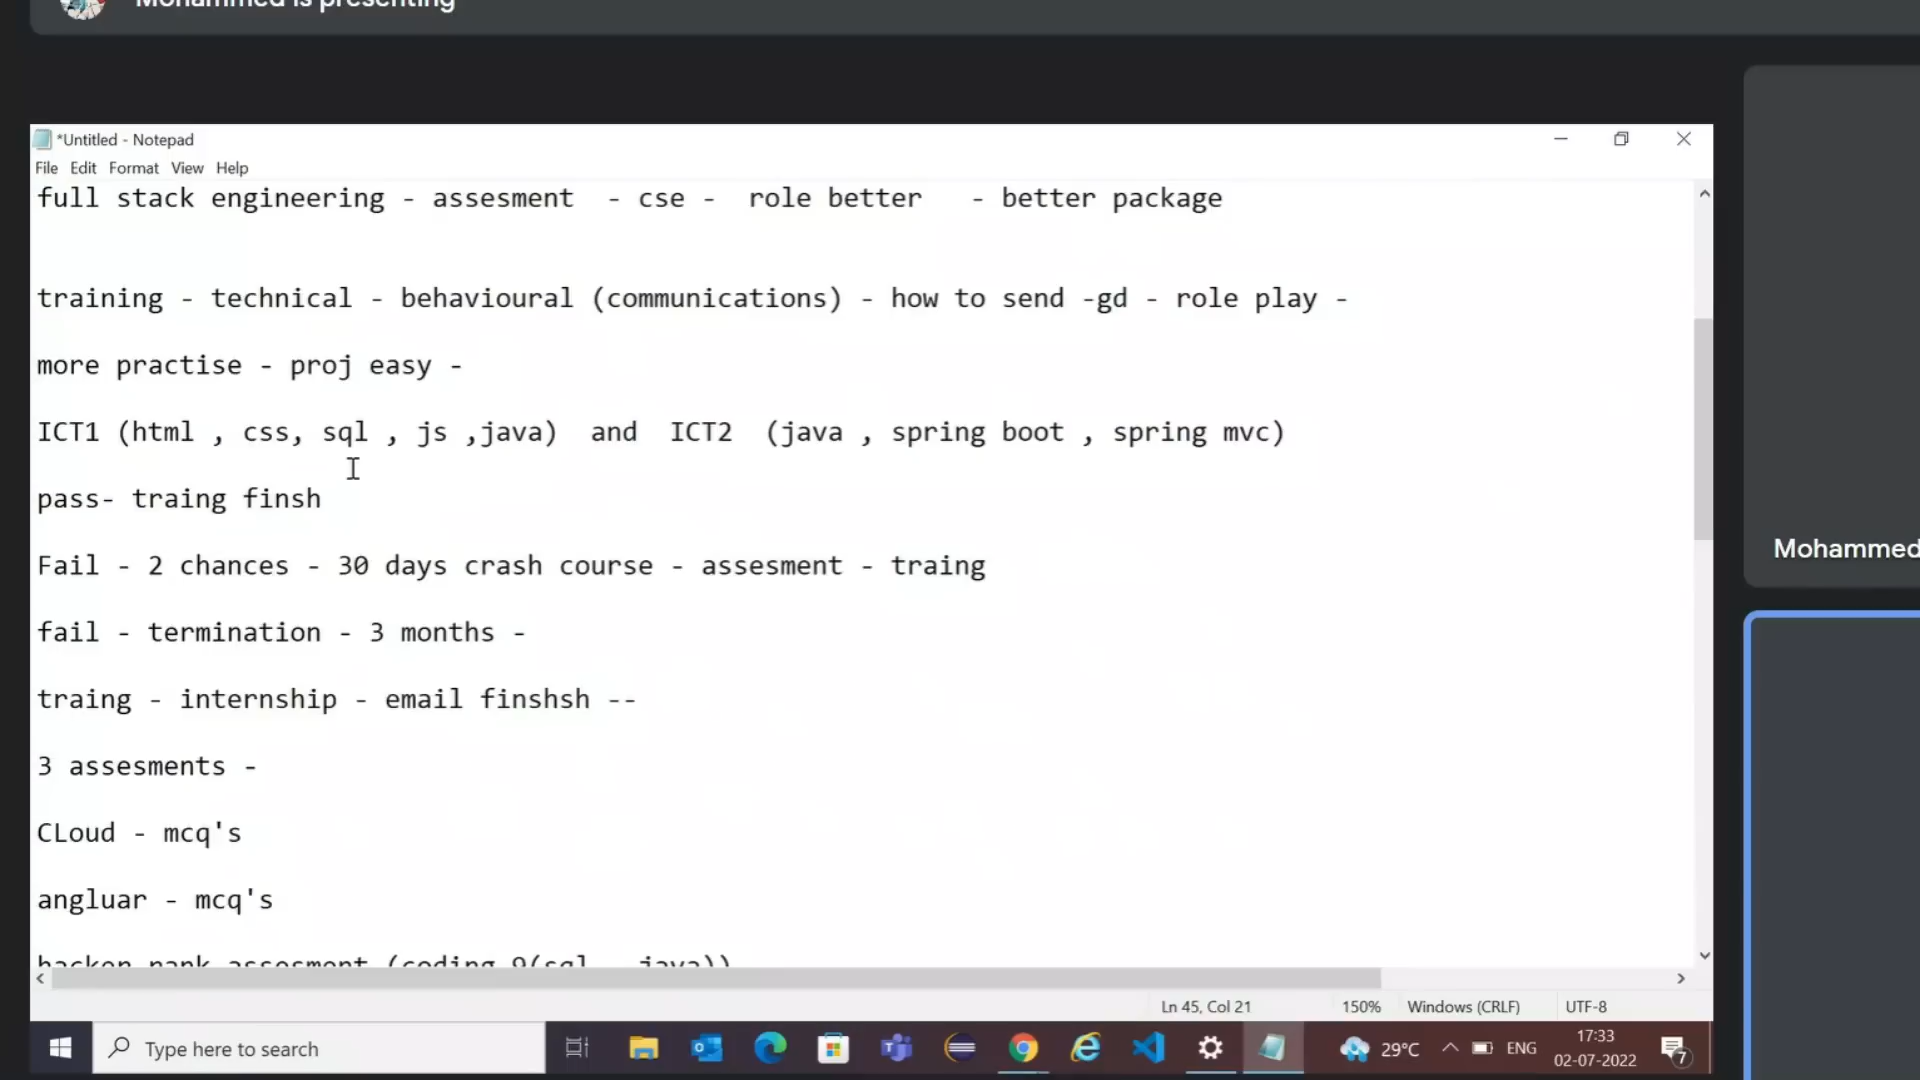 Mohammed is presenting
*Untitled - Notepad
File Edit Format View Help
full stack engineering - assesment - cse - role better - better package
training - technical - behavioural (communications) - how to send -gd - role play -
more practise - proj easy -
ICT1 (html , css, sql , js ,java) and ICT2 (java , spring boot , spring mvc)
pass- traing finsh
Fail - 2 chances - 30 days crash course - assesment - traing
fail - termination - 3 months -
traing - internship - email finshsh --
3 assesments -
CLoud - mcq's
angluar - mcq's
Mohammed
Ln 45, Col 21
150%
Windows (CRLF)
UTF-8
Type here to search
29°C
ENG
17:33
02-07-2022
7